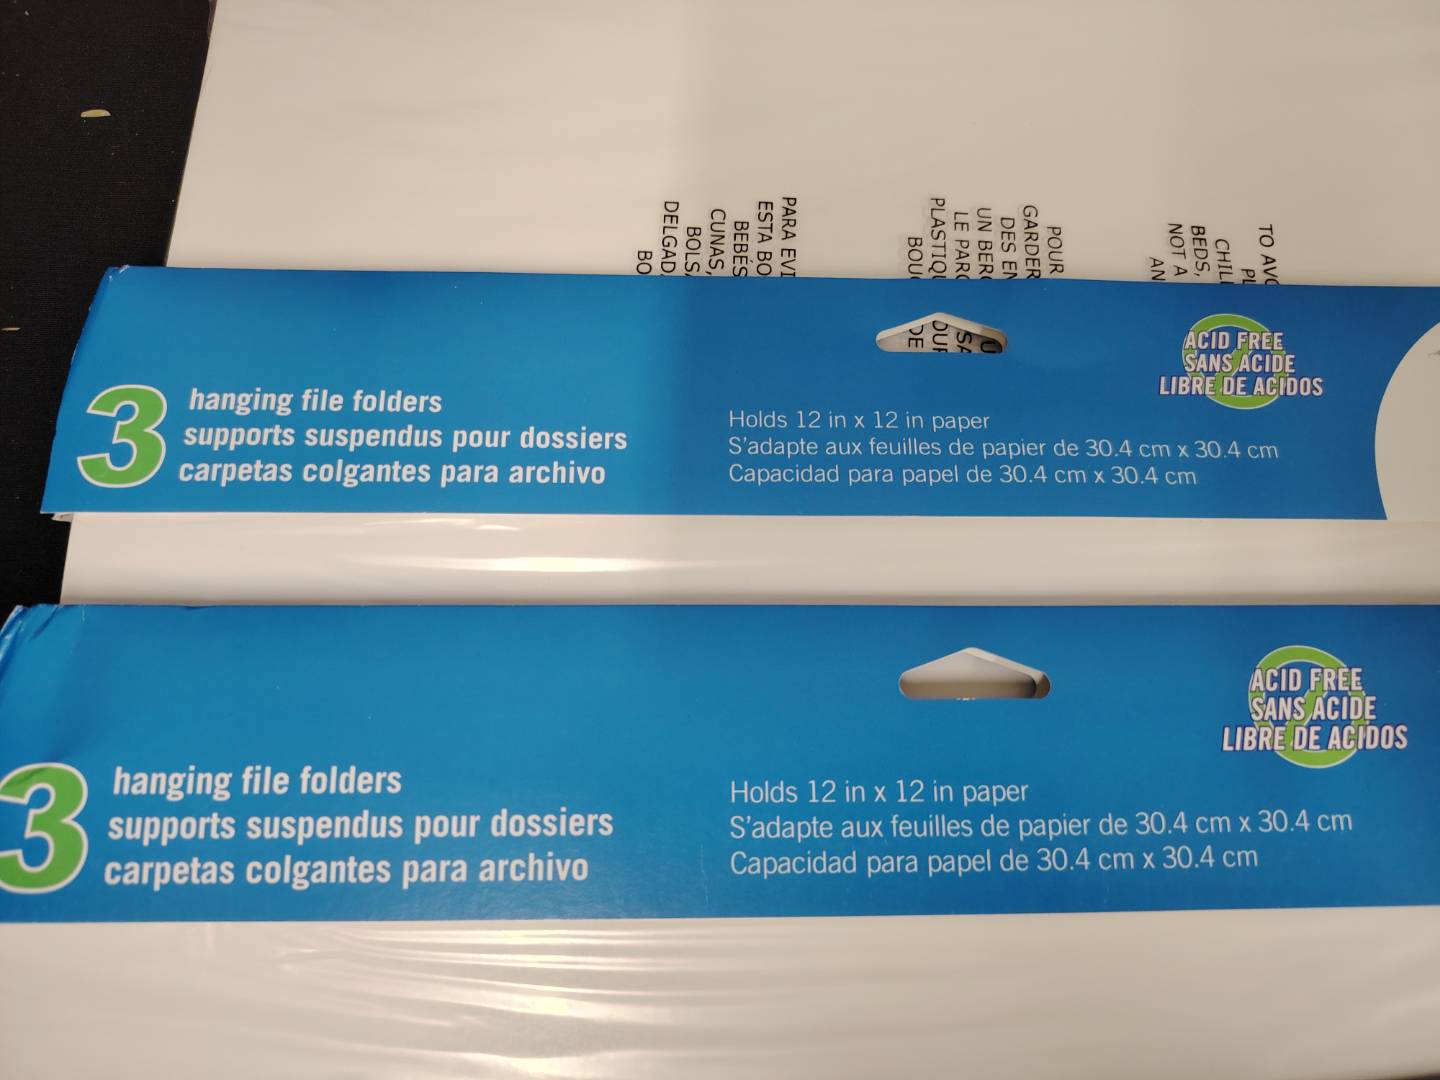 PARA EVI
ESTA BO
BEBÉS
CUNAS,
BOLSA
DELGAD
BO
POUR
GARDER
DES EN
UN BERC
LE PARC
PLASTIQU
BOUC
TO AVO
PL
CHIL
BEDS,
NOT A
AN
3
hanging file folders
supports suspendus pour dossiers
carpetas colgantes para archivo
Holds 12 in x 12 in paper
S'adapte aux feuilles de papier de 30.4 cm x 30.4 cm
Capacidad para papel de 30.4 cm x 30.4 cm
ACID FREE
SANS ACIDE
LIBRE DE ACIDOS
3
hanging file folders
supports suspendus pour dossiers
carpetas colgantes para archivo
Holds 12 in x 12 in paper
S'adapte aux feuilles de papier de 30.4 cm x 30.4 cm
Capacidad para papel de 30.4 cm x 30.4 cm
ACID FREE
SANS ACIDE
LIBRE DE ACIDOS